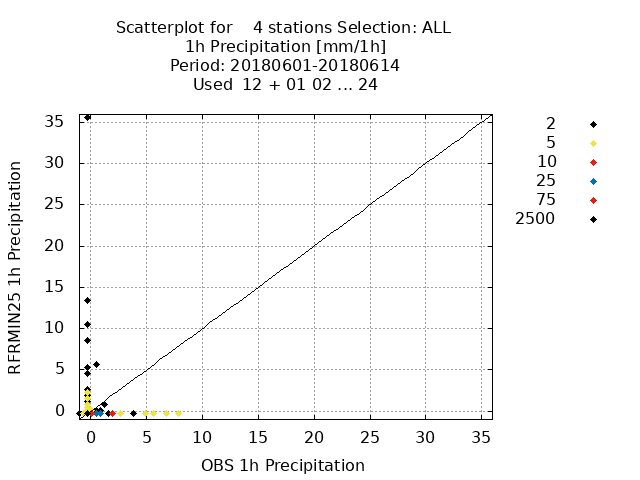 Scatterplot for    4 stations Selection: ALL
1h Precipitation [mm/1h]
Period: 20180601-20180614
Used  12 + 01 02 ... 24
2
5
10
25
75
2500
RFRMIN25 1h Precipitation
35
30
25
20
15
10
5
0
0 5 10 15 20 25 30 35
OBS 1h Precipitation